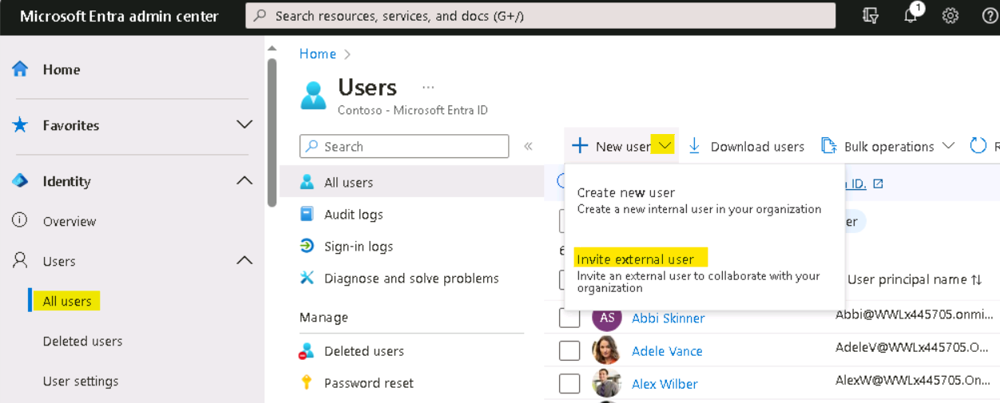 Microsoft Entra admin center
Search resources, services, and docs (G+/)
1
Home
Favorites
Identity
Overview
Users
All users
Deleted users
User settings
Home >
Users ...
Contoso - Microsoft Entra ID
Search
All users
Audit logs
Sign-in logs
Diagnose and solve problems
Manage
Deleted users
Password reset
+ New user
Download users
Bulk operations
ID.
Create new user
Create a new internal user in your organization
er
Invite external user
Invite an external user to collaborate with your
organization
User principal name
AS Abbi Skinner Abbi@WWLx445705.onmi...
Adele Vance AdeleV@WWLx445705.O...
Alex Wilber AlexW@WWLx445705.On...